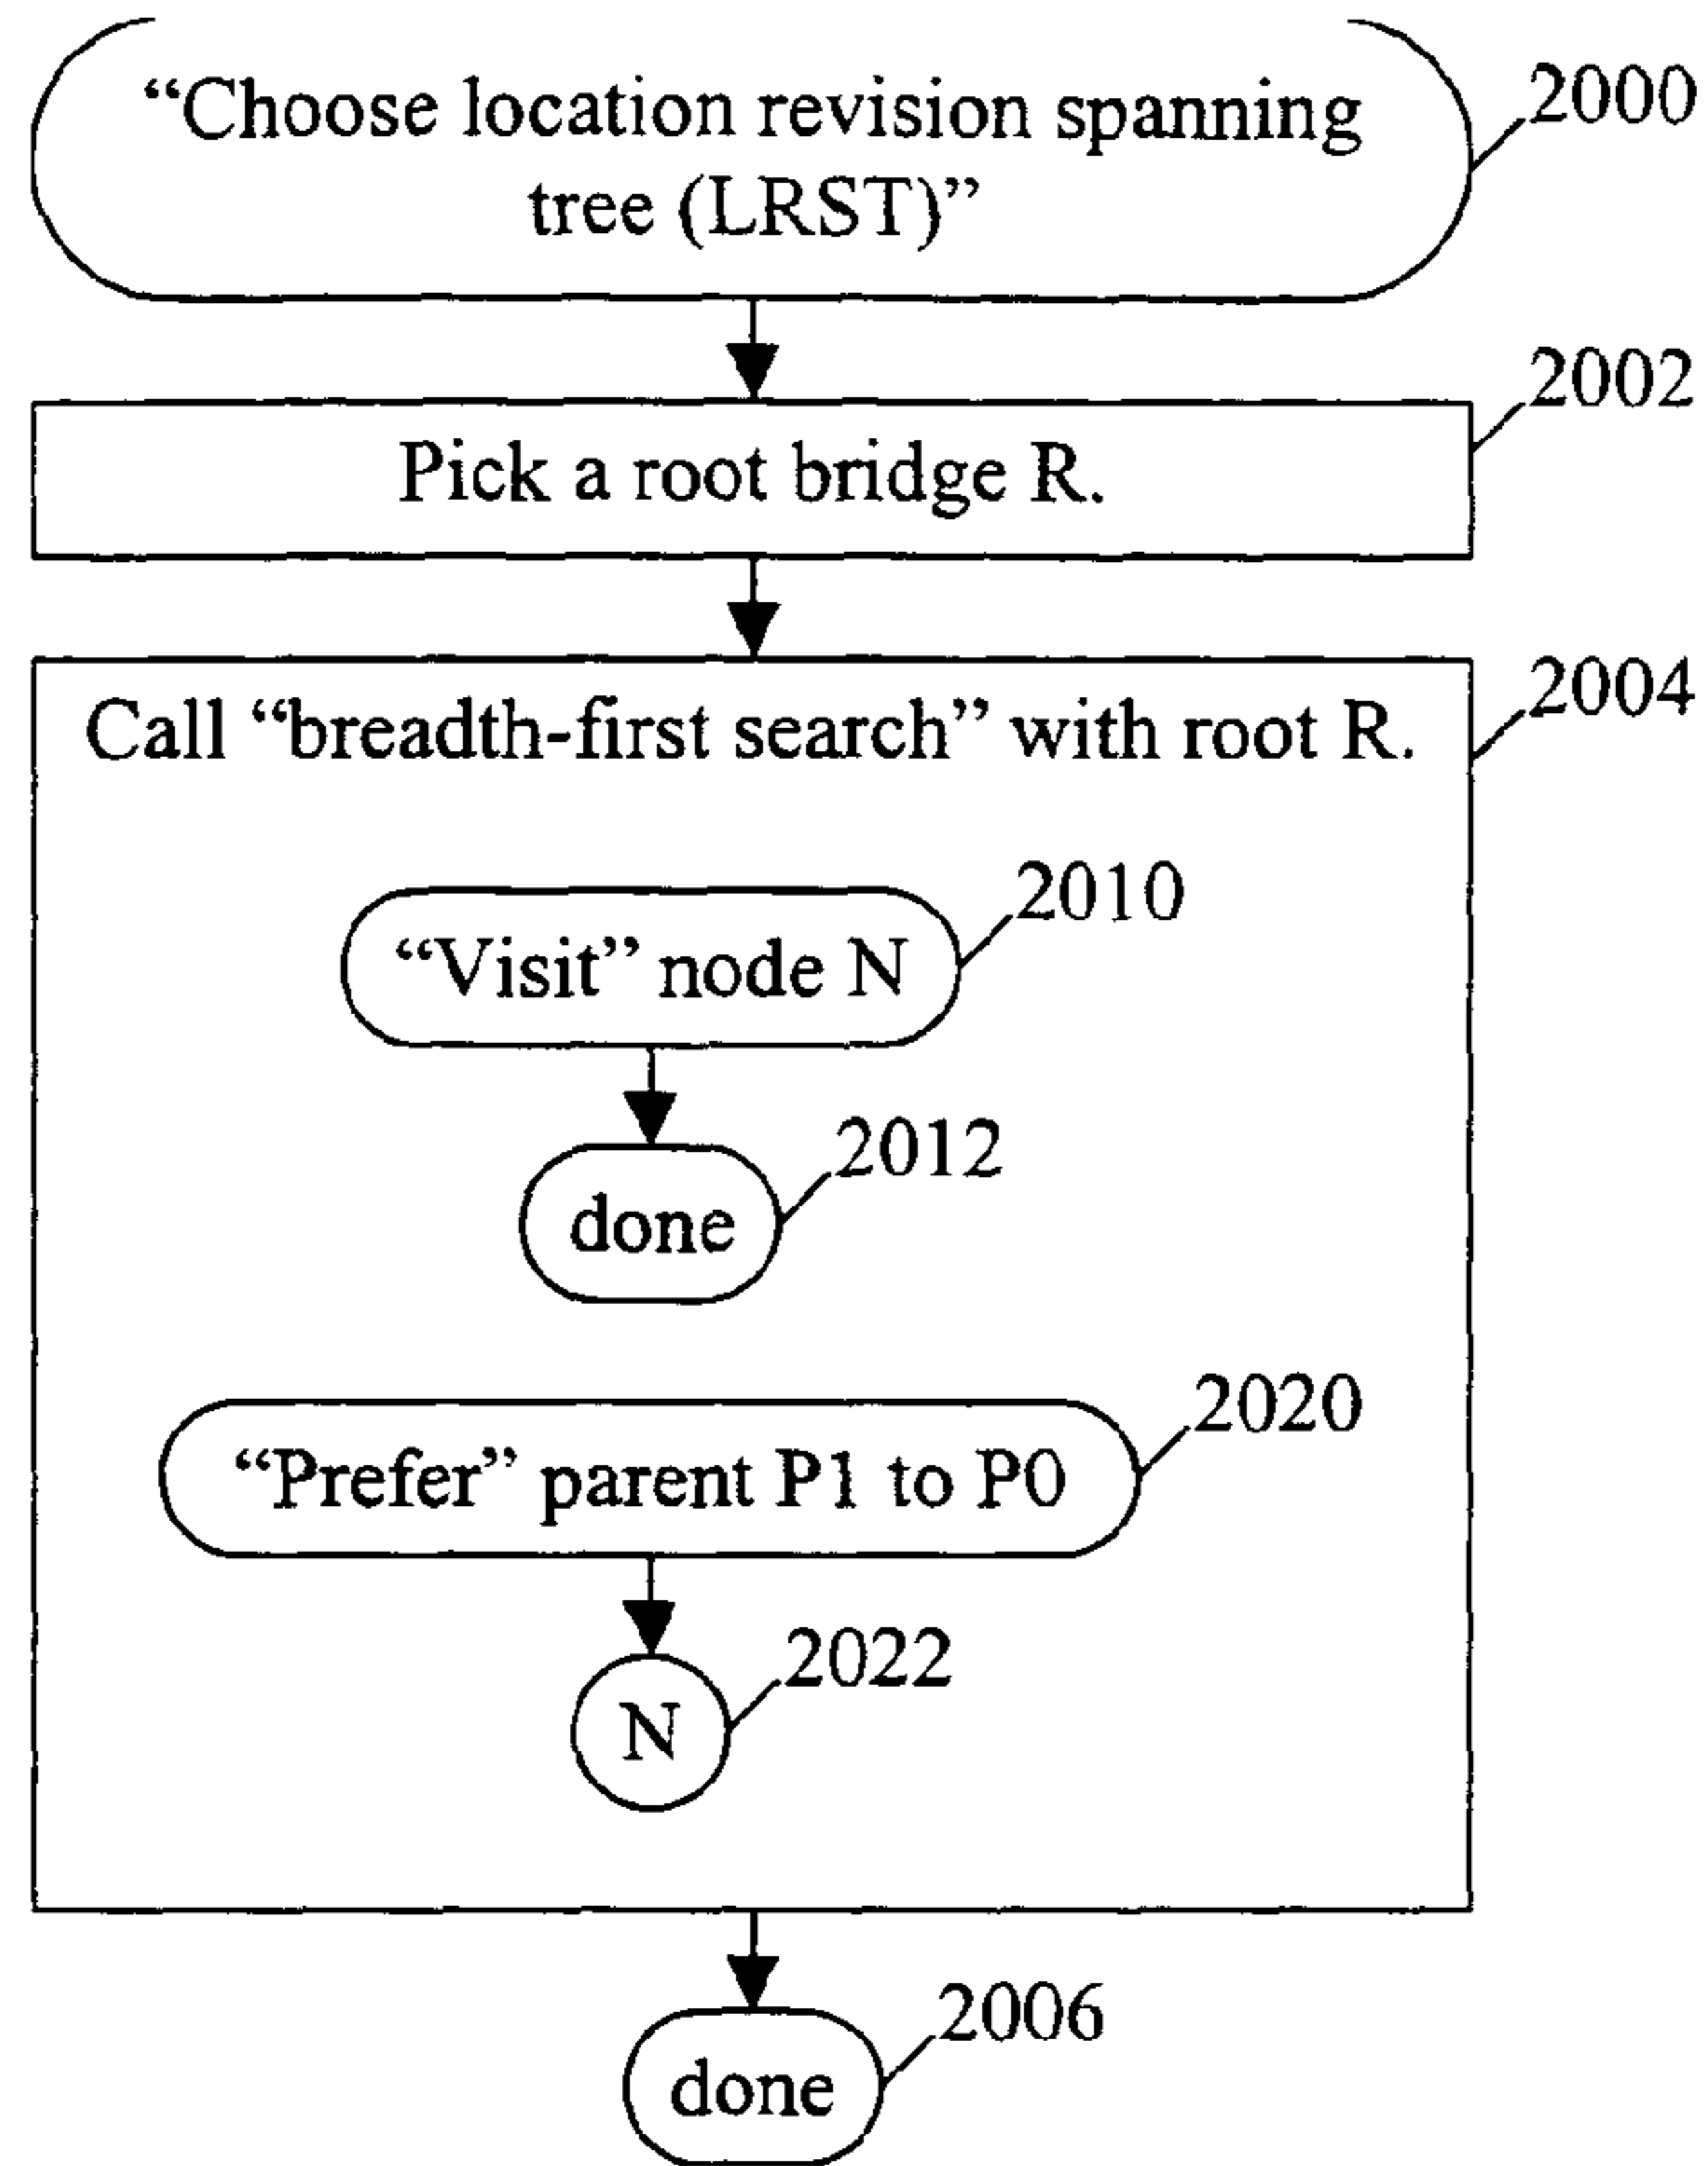 “Choose location revision spanning
tree (LRST)”
2000
Pick a root bridge R.
2002
Call “breadth-first search” with root R.
2004
“Visit” node N
2010
done
2012
“Prefer” parent P1 to P0
2020
N
2022
done
2006